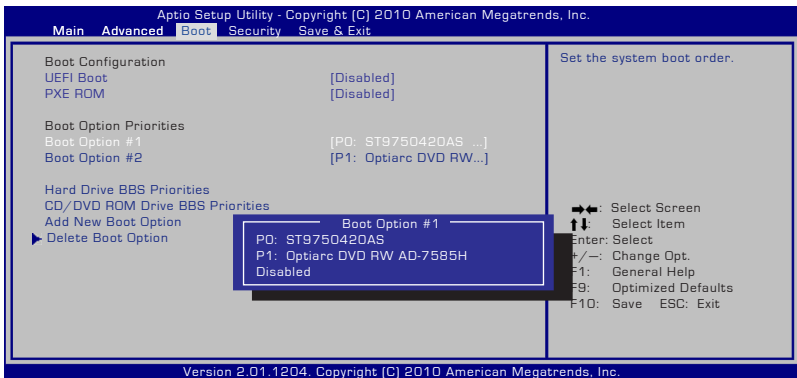 Aptio Setup Utility - Copyright (C) 2010 American Megatrends, Inc.
Main Advanced Boot Security Save & Exit
Boot Configuration
UEFI Boot [Disabled]
PXE ROM [Disabled]
Boot Option Priorities
Boot Option #1 [P0: ST9750420AS ...]
Boot Option #2 [P1: Optiarc DVD RW...]
Hard Drive BBS Priorities
CD/DVD ROM Drive BBS Priorities
Add New Boot Option
Delete Boot Option
Boot Option #1
P0: ST9750420AS
P1: Optiarc DVD RW AD-7585H
Disabled
Set the system boot order.
→←: Select Screen
↑↓: Select Item
Enter: Select
+/—: Change Opt.
F1: General Help
F9: Optimized Defaults
F10: Save ESC: Exit
Version 2.01.1204. Copyright (C) 2010 American Megatrends, Inc.